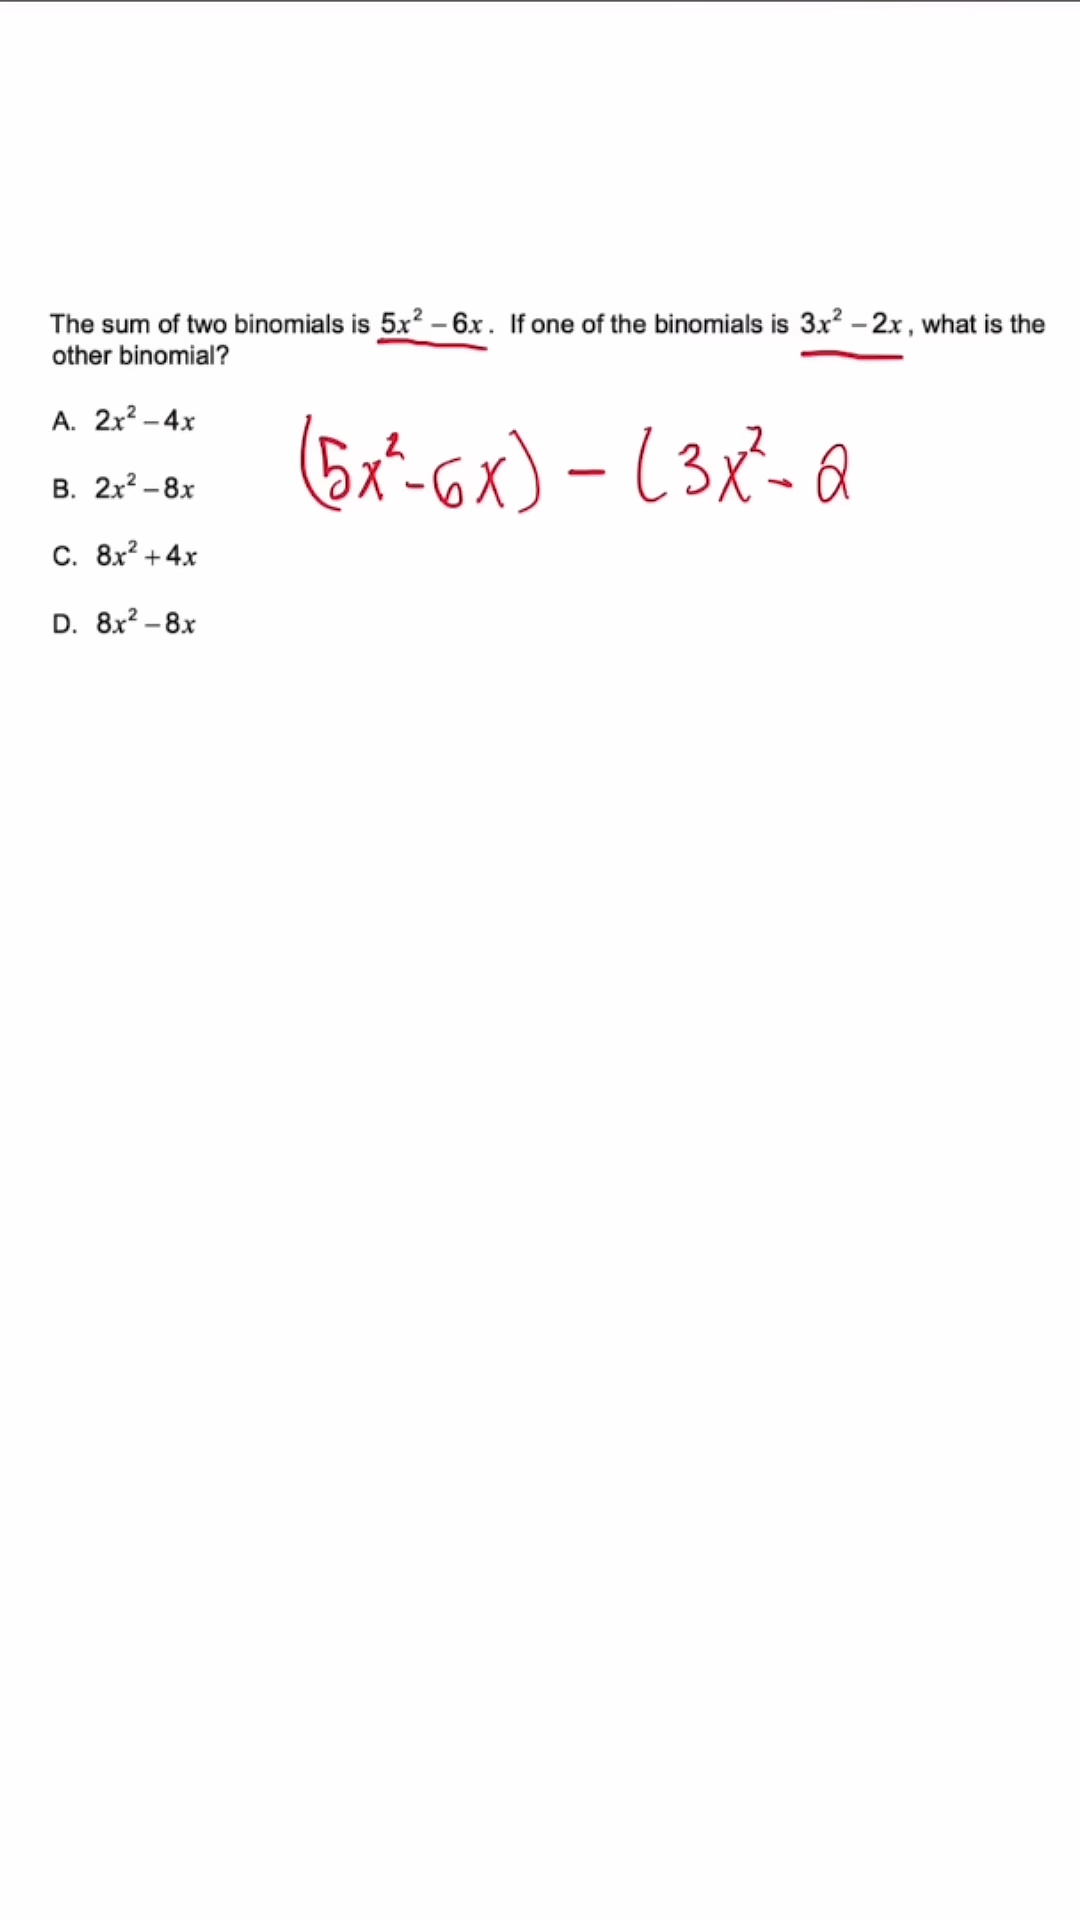 The sum of two binomials is 5x² – 6x. If one of the binomials is 3x² – 2x, what is the
other binomial?
A. 2x² – 4x
(5x²-6x) - (3x²- 2
B. 2x² – 8x
C. 8x² + 4x
D. 8x² – 8x